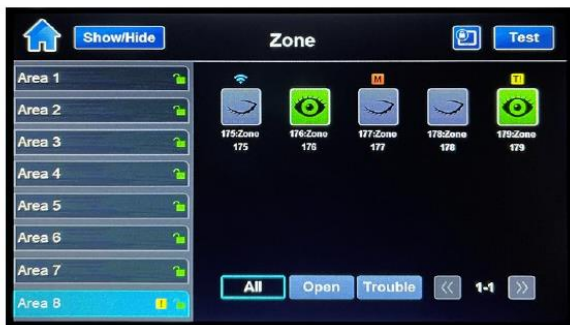 Show/Hide
Zone
Test
Area 1
Area 2
Area 3
Area 4
Area 5
Area 6
Area 7
Area 8
!
M
T!
175:Zone
175
176:Zone
176
177:Zone
177
178:Zone
178
179:Zone
179
All
Open
Trouble
<<
1-1
>>